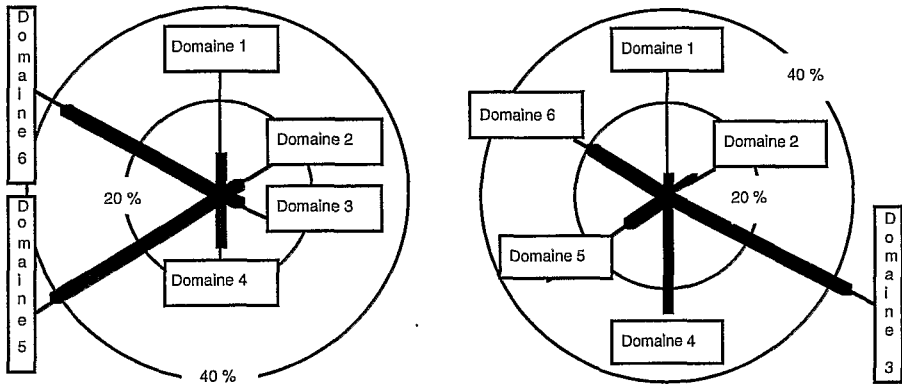 Domaine 6
Domaine 1
Domaine 2
20 %
Domaine 3
Domaine 5
Domaine 4
40 %
Domaine 1
40 %
Domaine 6
Domaine 2
20 %
Domaine 5
Domaine 4
Domaine 3